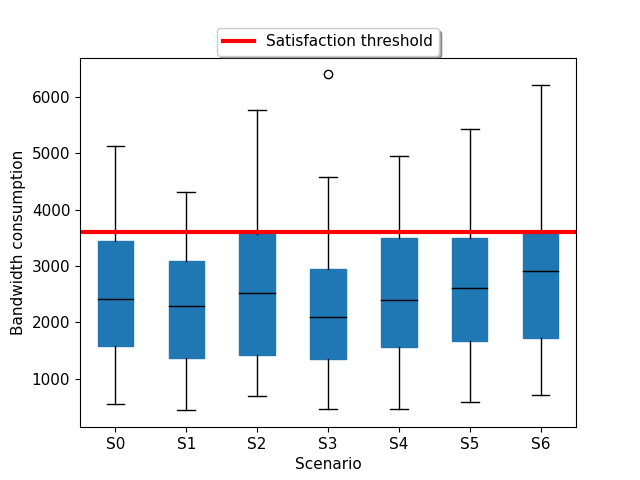 Satisfaction threshold
Bandwidth consumption
6000
5000
4000
3000
2000
1000
S0 S1 S2 S3 S4 S5 S6
Scenario